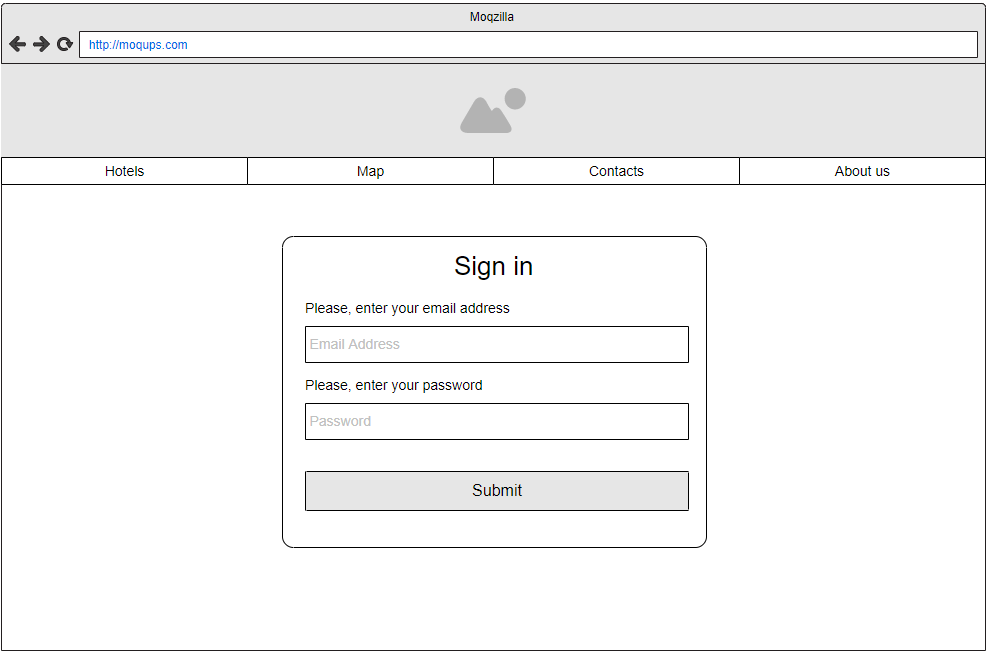 Moqzilla
http://moqups.com
Hotels Map Contacts About us
Sign in
Please, enter your email address
Email Address
Please, enter your password
Password
Submit